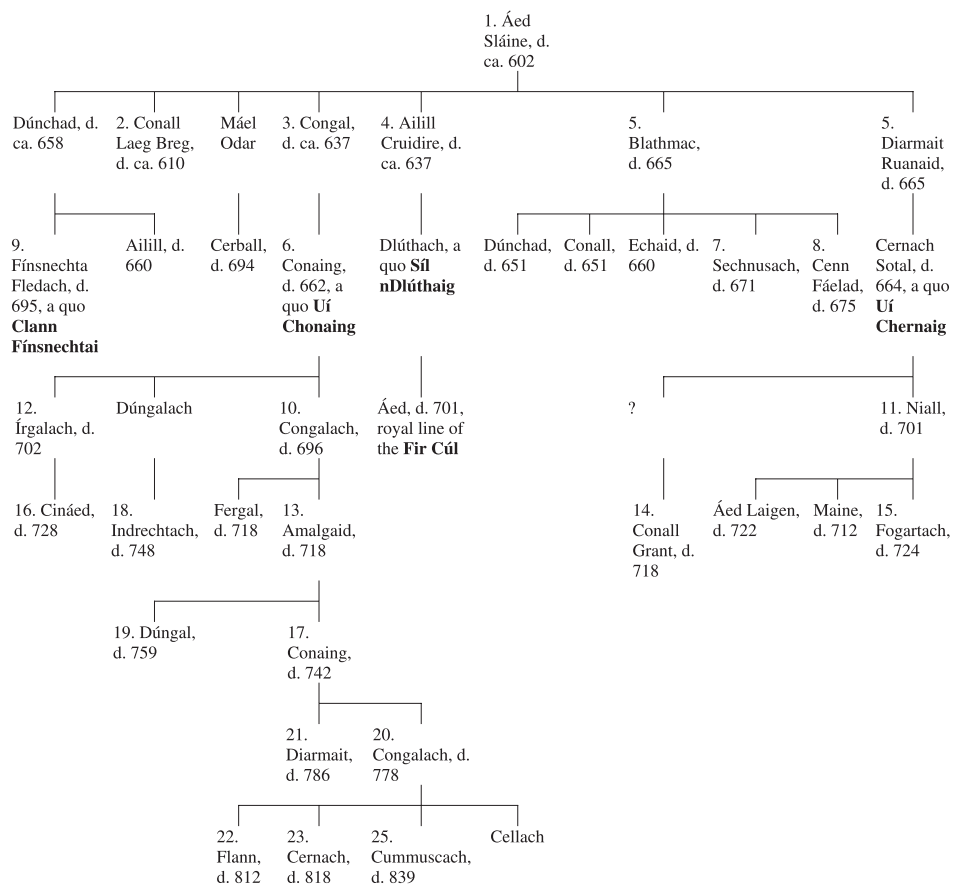 1. Áed
Sláine, d.
ca. 602
Dúnchad, d.
ca. 658
2. Conall
Laeg Breg,
d. ca. 610
Máel
Odar
3. Congal,
d. ca. 637
4. Ailill
Cruidire, d.
ca. 637
5.
Blathmac,
d. 665
5.
Diarmait
Ruanaid,
d. 665
9.
Fínsnechta
Fledach, d.
695, a quo
Clann
Fínsnechtai
Ailill, d.
660
Cerball,
d. 694
6.
Conaing,
d. 662, a
quo Uí
Chonaing
Dlúthach, a
quo Síl
nDlúthaig
Dúnchad,
d. 651
Conall,
d. 651
Echaid, d.
660
7.
Sechnusach,
d. 671
8.
Cenn
Fáelad,
d. 675
Cernach
Sotal, d.
664, a quo
Uí
Chernaig
12.
Írgalach, d.
702
Dúngalach
10.
Congalach,
d. 696
Áed, d. 701,
royal line of
the Fir Cúl
?
11. Niall,
d. 701
16. Cináed,
d. 728
18.
Indrechtach,
d. 748
Fergal,
d. 718
13.
Amalgaid,
d. 718
14.
Conall
Grant, d.
718
Áed Laigen,
d. 722
Maine,
d. 712
15.
Fogartach,
d. 724
19. Dúngal,
d. 759
17.
Conaing,
d. 742
21.
Diarmait,
d. 786
20.
Congalach, d.
778
22.
Flann,
d. 812
23.
Cernach,
d. 818
25.
Cummuscach,
d. 839
Cellach